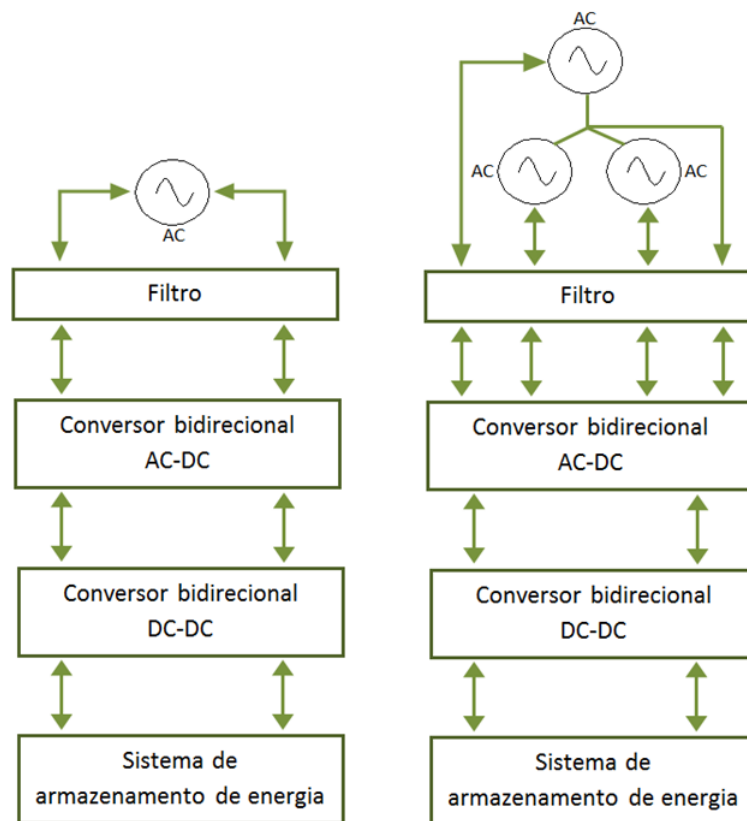 AC
Filtro
Conversor bidirecional
AC-DC
Conversor bidirecional
DC-DC
Sistema de
armazenamento de energia
AC
AC
AC
Filtro
Conversor bidirecional
AC-DC
Conversor bidirecional
DC-DC
Sistema de
armazenamento de energia